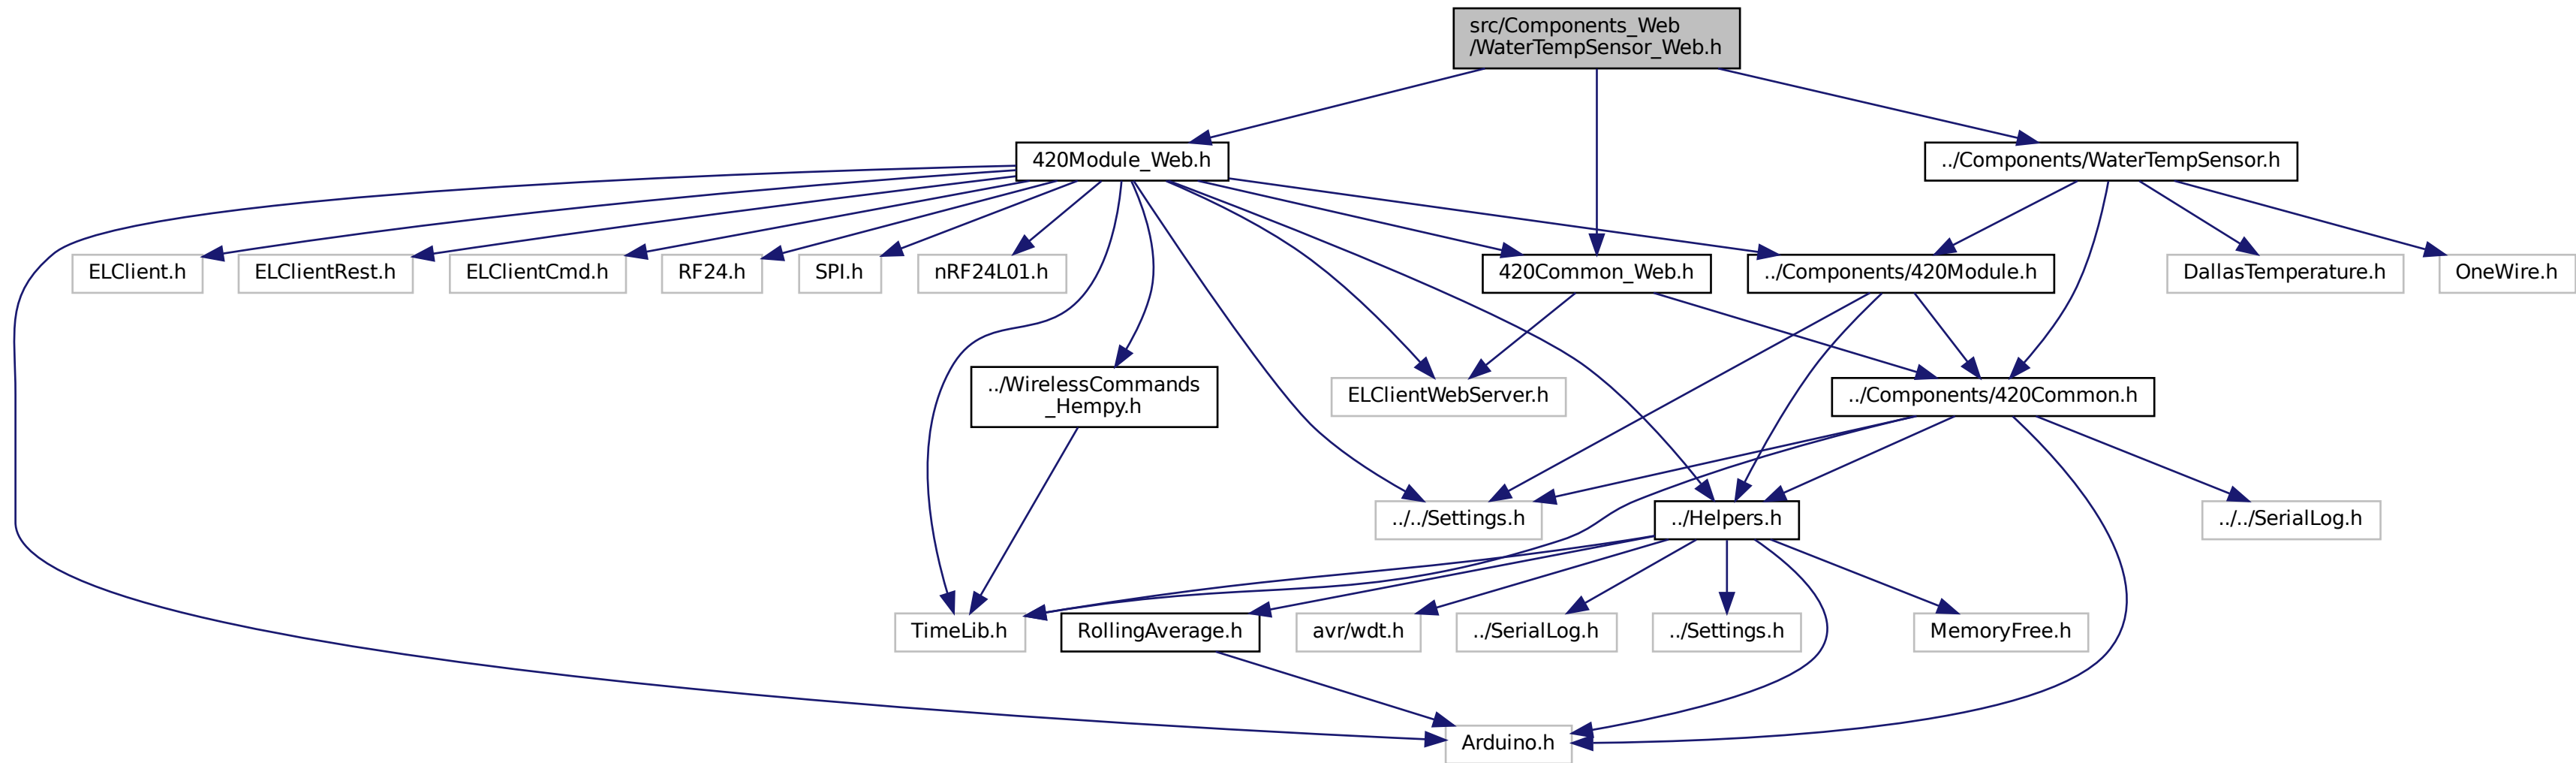 src/Components_Web
/WaterTempSensor_Web.h
420Module_Web.h
../Components/WaterTempSensor.h
ELClient.h
ELClientRest.h
ELClientCmd.h
RF24.h
SPI.h
nRF24L01.h
420Common_Web.h
../Components/420Module.h
DallasTemperature.h
OneWire.h
../WirelessCommands
_Hempy.h
ELClientWebServer.h
../Components/420Common.h
../../Settings.h
../Helpers.h
../../SerialLog.h
TimeLib.h
RollingAverage.h
avr/wdt.h
../SerialLog.h
../Settings.h
MemoryFree.h
Arduino.h